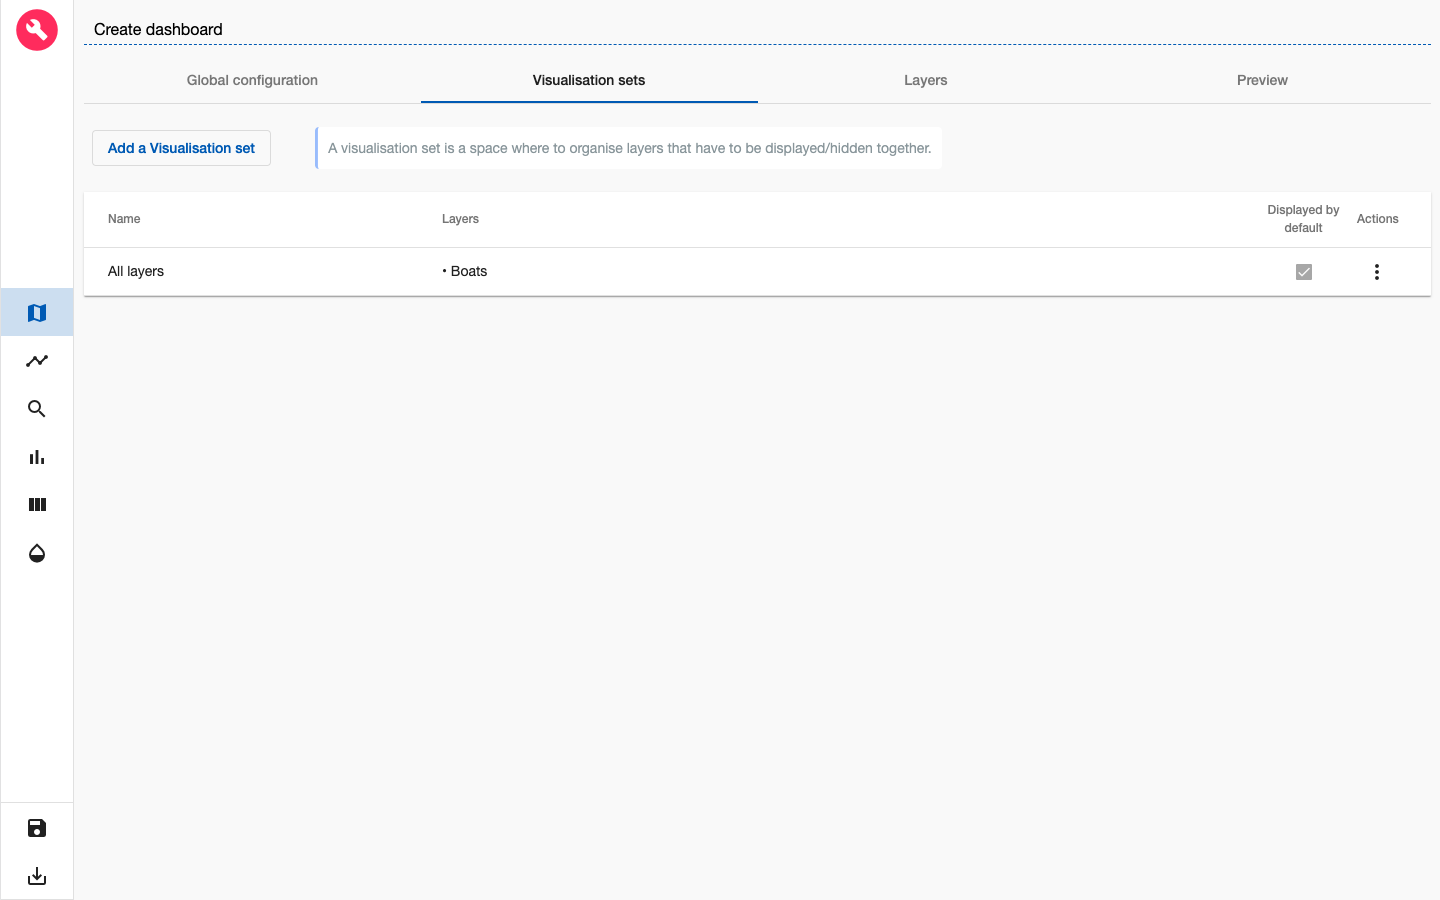 Create dashboard
Global configuration
Visualisation sets
Layers
Preview
Add a Visualisation set
A visualisation set is a space where to organise layers that have to be displayed/hidden together.
Name
Layers
Displayed by
default
Actions
All layers
• Boats